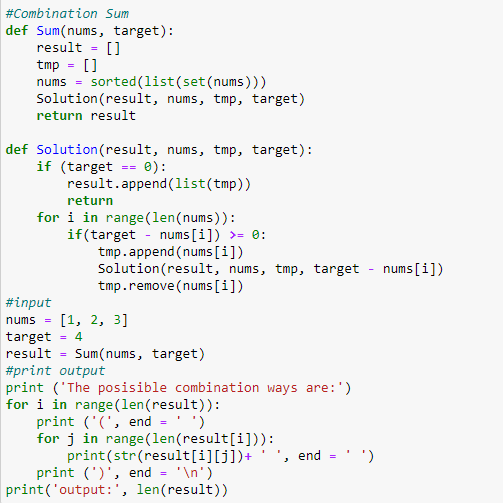 #Combination Sum
def Sum(nums, target):
    result = []
    tmp = []
    nums = sorted(list(set(nums)))
    Solution(result, nums, tmp, target)
    return result

def Solution(result, nums, tmp, target):
    if (target == 0):
        result.append(list(tmp))
        return
    for i in range(len(nums)):
        if(target - nums[i]) >= 0:
            tmp.append(nums[i])
            Solution(result, nums, tmp, target - nums[i])
            tmp.remove(nums[i])
#input
nums = [1, 2, 3]
target = 4
result = Sum(nums, target)
#print output
print ('The posisible combination ways are:')
for i in range(len(result)):
    print ('(', end = ' ')
    for j in range(len(result[i])):
        print(str(result[i][j])+ ' ', end = ' ')
    print (')', end = '\n')
print('output:', len(result))